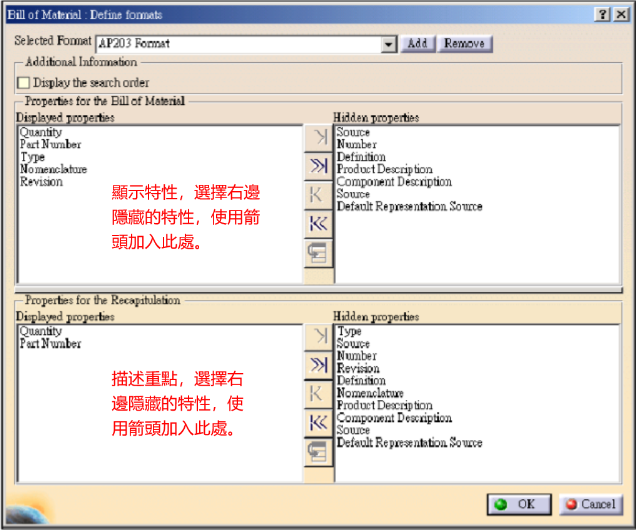 Bill of Material : Define formats
Selected Format AP203 Format Add Remove
Additional Information
Display the search order
Properties for the Bill of Material
Displayed properties
Quantity
Part Number
Type
Nomenclature
Revision
顯示特性，選擇右邊
隱藏的特性，使用箭
頭加入此處。
Hidden properties
Source
Number
Definition
Product Description
Component Description
Source
Default Representation Source
Properties for the Recapitulation
Displayed properties
Quantity
Part Number
描述重點，選擇右
邊隱藏的特性，使
用箭頭加入此處。
Hidden properties
Type
Source
Number
Revision
Definition
Nomenclature
Product Description
Component Description
Source
Default Representation Source
OK Cancel